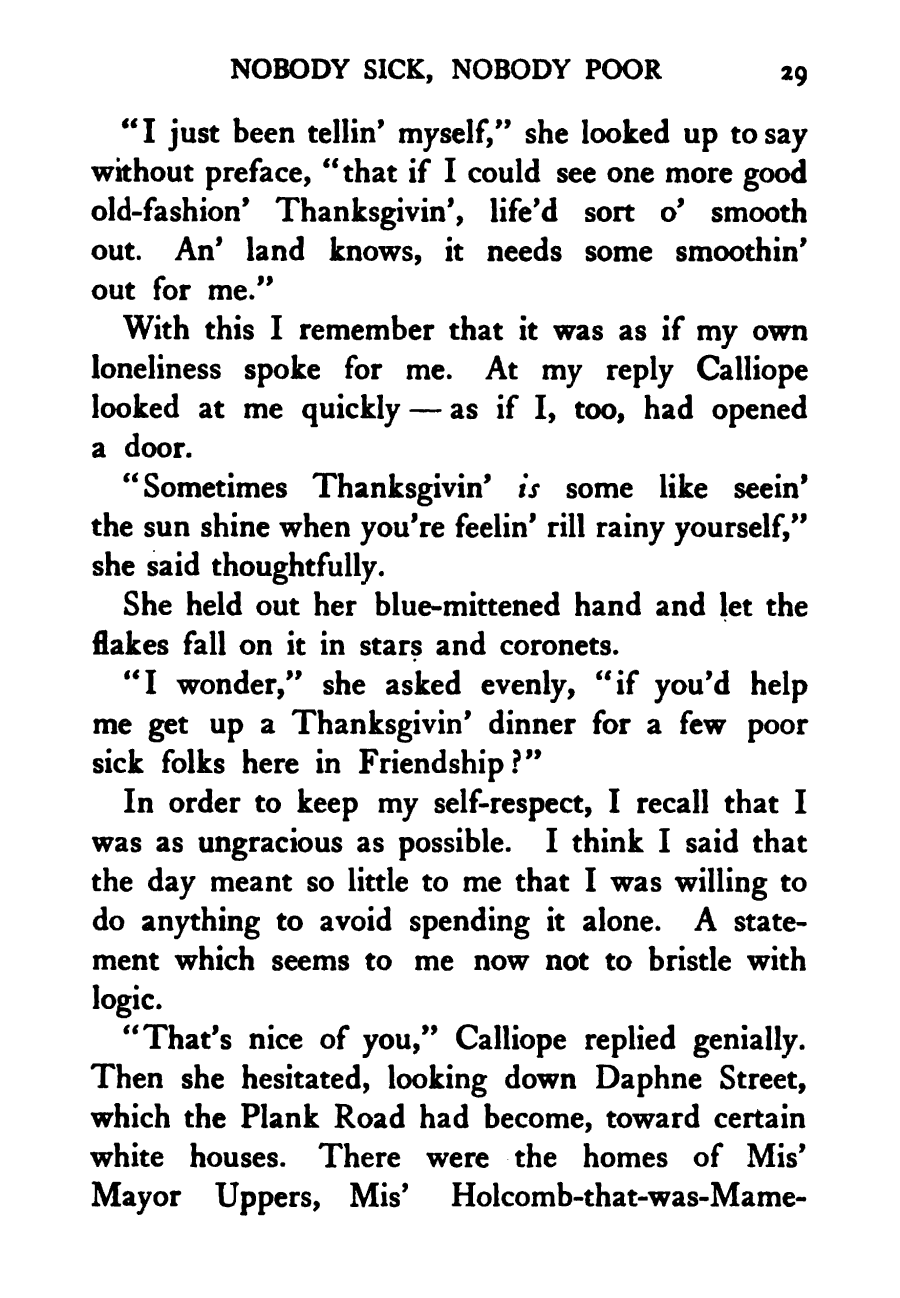 NOBODY SICK, NOBODY POOR 29
“I just been tellin’ myself,” she looked up to say
without preface, “that if I could see one more good
old-fashion’ Thanksgivin’, life’d sort o’ smooth
out. An’ land knows, it needs some smoothin’
out for me.”
With this I remember that it was as if my own
loneliness spoke for me. At my reply Calliope
looked at me quickly — as if I, too, had opened
a door.
“Sometimes Thanksgivin’ is some like seein’
the sun shine when you’re feelin’ rill rainy yourself,”
she said thoughtfully.
She held out her blue-mittened hand and let the
flakes fall on it in stars and coronets.
“I wonder,” she asked evenly, “if you’d help
me get up a Thanksgivin’ dinner for a few poor
sick folks here in Friendship?”
In order to keep my self-respect, I recall that I
was as ungracious as possible. I think I said that
the day meant so little to me that I was willing to
do anything to avoid spending it alone. A state-
ment which seems to me now not to bristle with
logic.
“That’s nice of you,” Calliope replied genially.
Then she hesitated, looking down Daphne Street,
which the Plank Road had become, toward certain
white houses. There were the homes of Mis’
Mayor Uppers, Mis’ Holcomb-that-was-Mame-